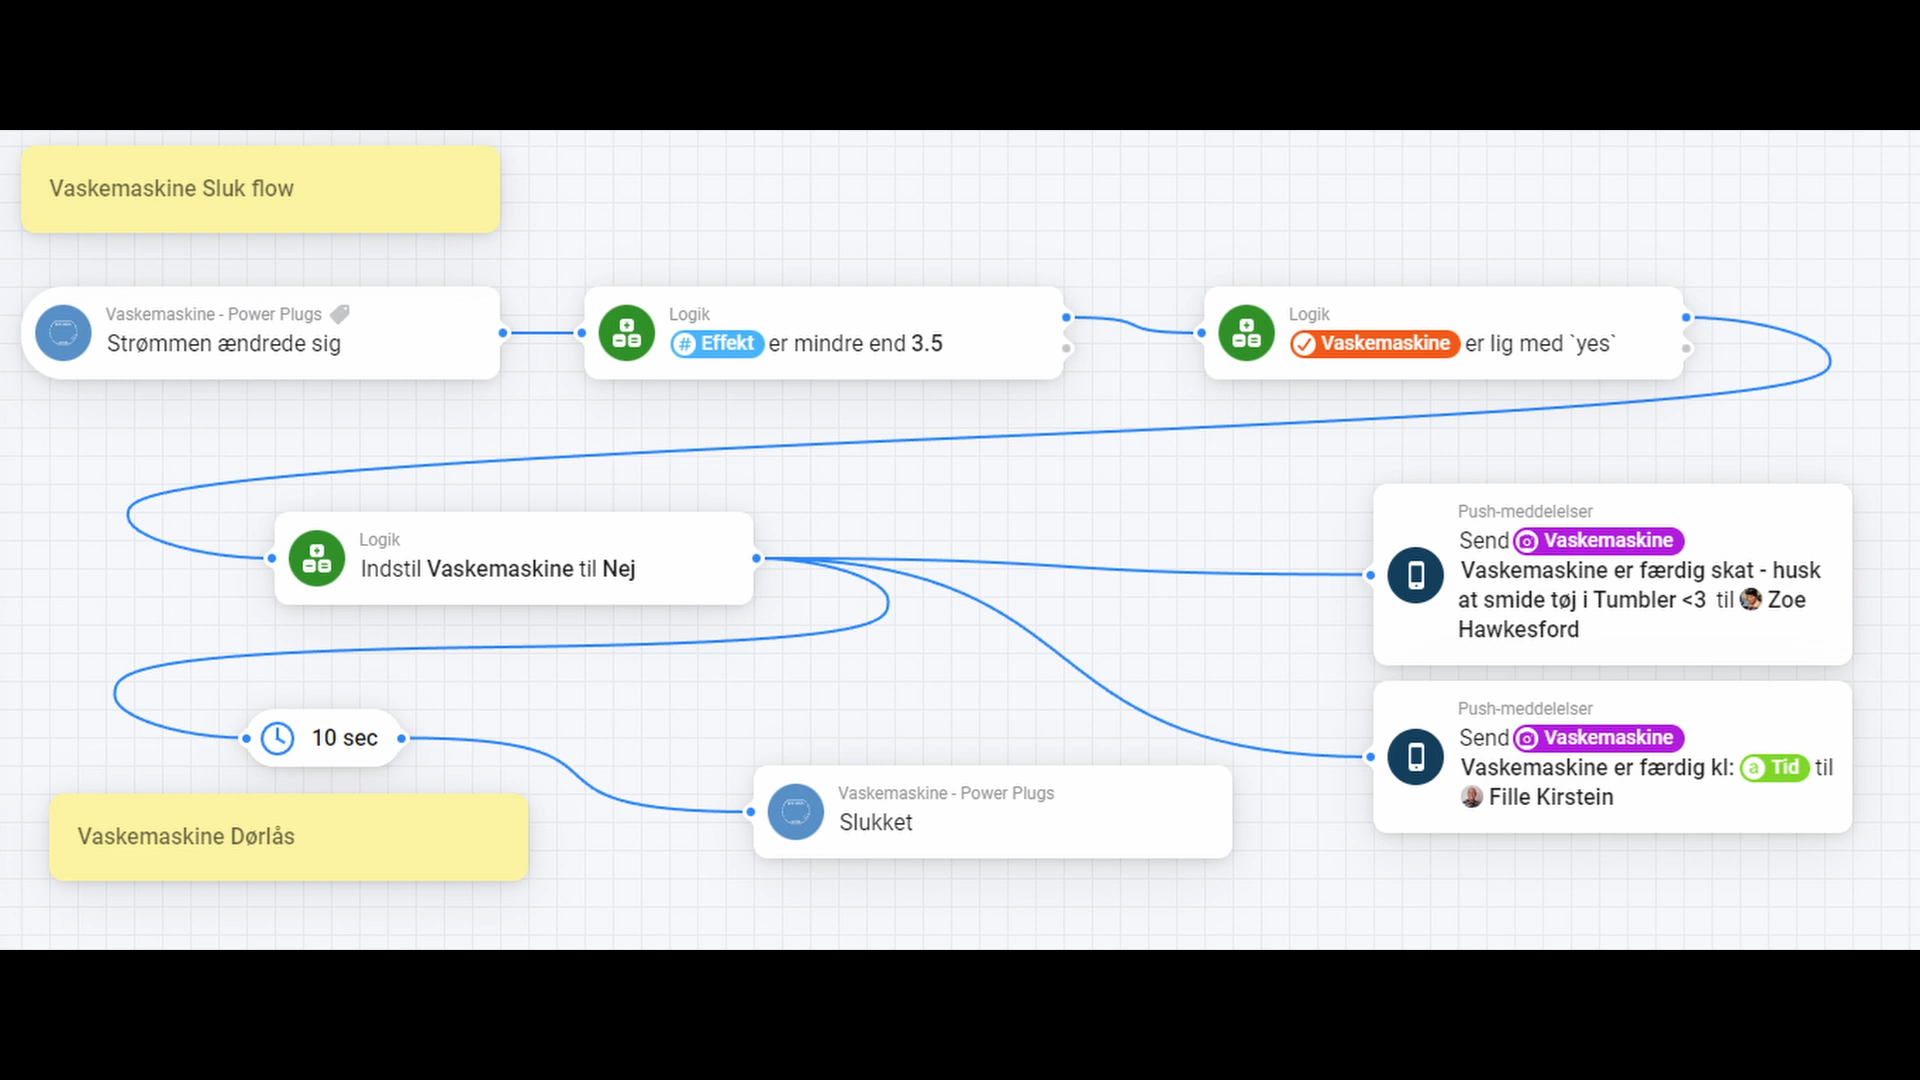 Vaskemaskine Sluk flow
Vaskemaskine - Power Plugs
Strømmen ændrede sig
Logik
# Effekt er mindre end 3.5
Logik
Vaskemaskine er lig med `yes`
Logik
Indstil Vaskemaskine til Nej
Push-meddelelser
Send Vaskemaskine
Vaskemaskine er færdig skat - husk
at smide tøj i Tumbler <3 til Zoe
Hawkesford
10 sec
Push-meddelelser
Send Vaskemaskine
Vaskemaskine er færdig kl: a Tid til
Fille Kirstein
Vaskemaskine - Power Plugs
Slukket
Vaskemaskine Dørlås